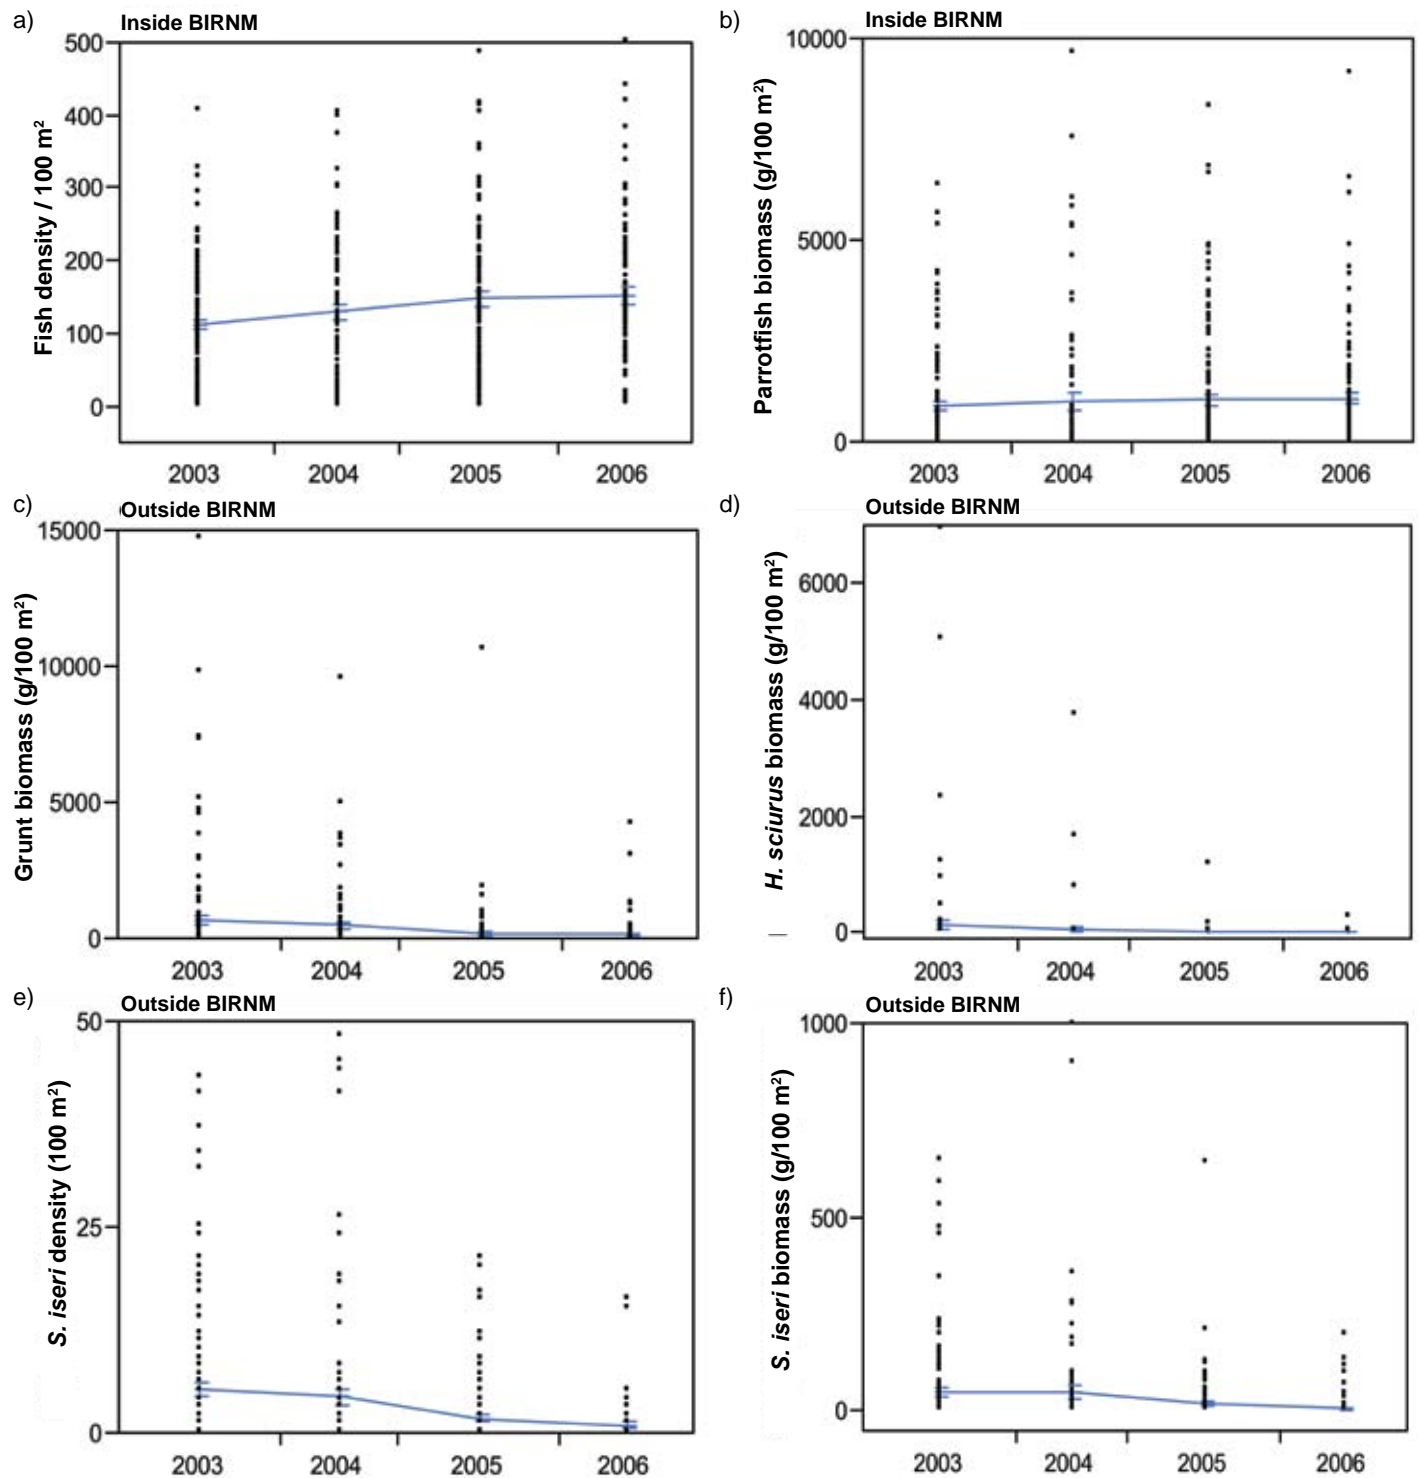 a)
Inside BIRNM
Fish density / 100 m²
500
400
300
200
100
0
2003 2004 2005 2006
b)
Inside BIRNM
Parrotfish biomass (g/100 m²)
10000
5000
0
2003 2004 2005 2006
c)
Outside BIRNM
Grunt biomass (g/100 m²)
15000
10000
5000
0
2003 2004 2005 2006
d)
Outside BIRNM
H. sciurus biomass (g/100 m²)
6000
4000
2000
0
2003 2004 2005 2006
e)
Outside BIRNM
S. iseri density (100 m²)
50
25
0
2003 2004 2005 2006
f)
Outside BIRNM
S. iseri biomass (g/100 m²)
1000
500
0
2003 2004 2005 2006